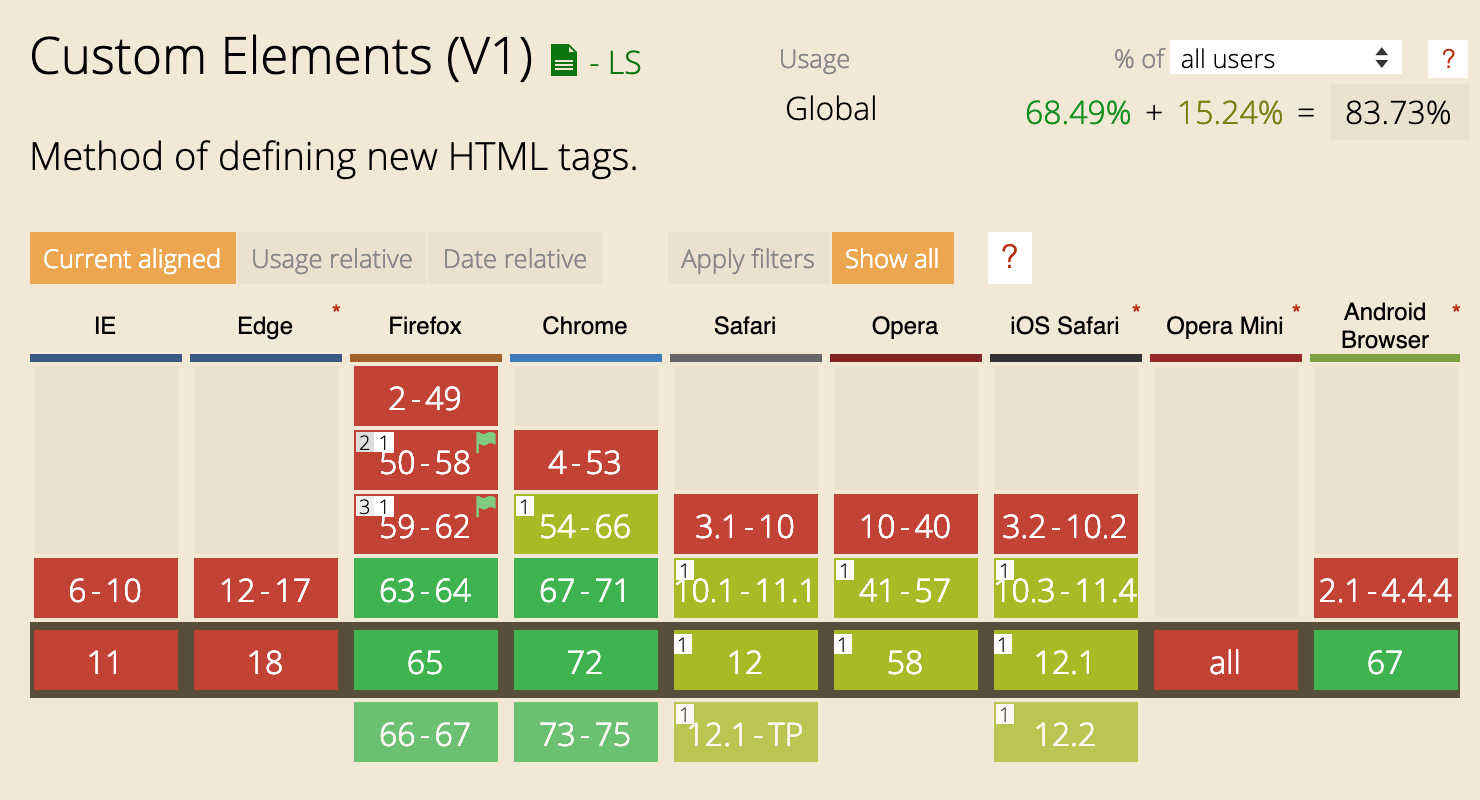 Custom Elements (V1) - LS
Usage % of all users ?
Global 68.49% + 15.24% = 83.73%
Method of defining new HTML tags.
Current aligned Usage relative Date relative Apply filters Show all ?
IE Edge * Firefox Chrome Safari Opera iOS Safari * Opera Mini * Android Browser *
2-49
2 1 50-58 4-53
3 1 59-62 1 54-66 3.1-10 10-40 3.2-10.2
6-10 12-17 63-64 67-71 1 10.1-11.1 1 41-57 1 10.3-11.4 2.1-4.4.4
11 18 65 72 1 12 1 58 1 12.1 all 67
66-67 73-75 1 12.1-TP 1 12.2